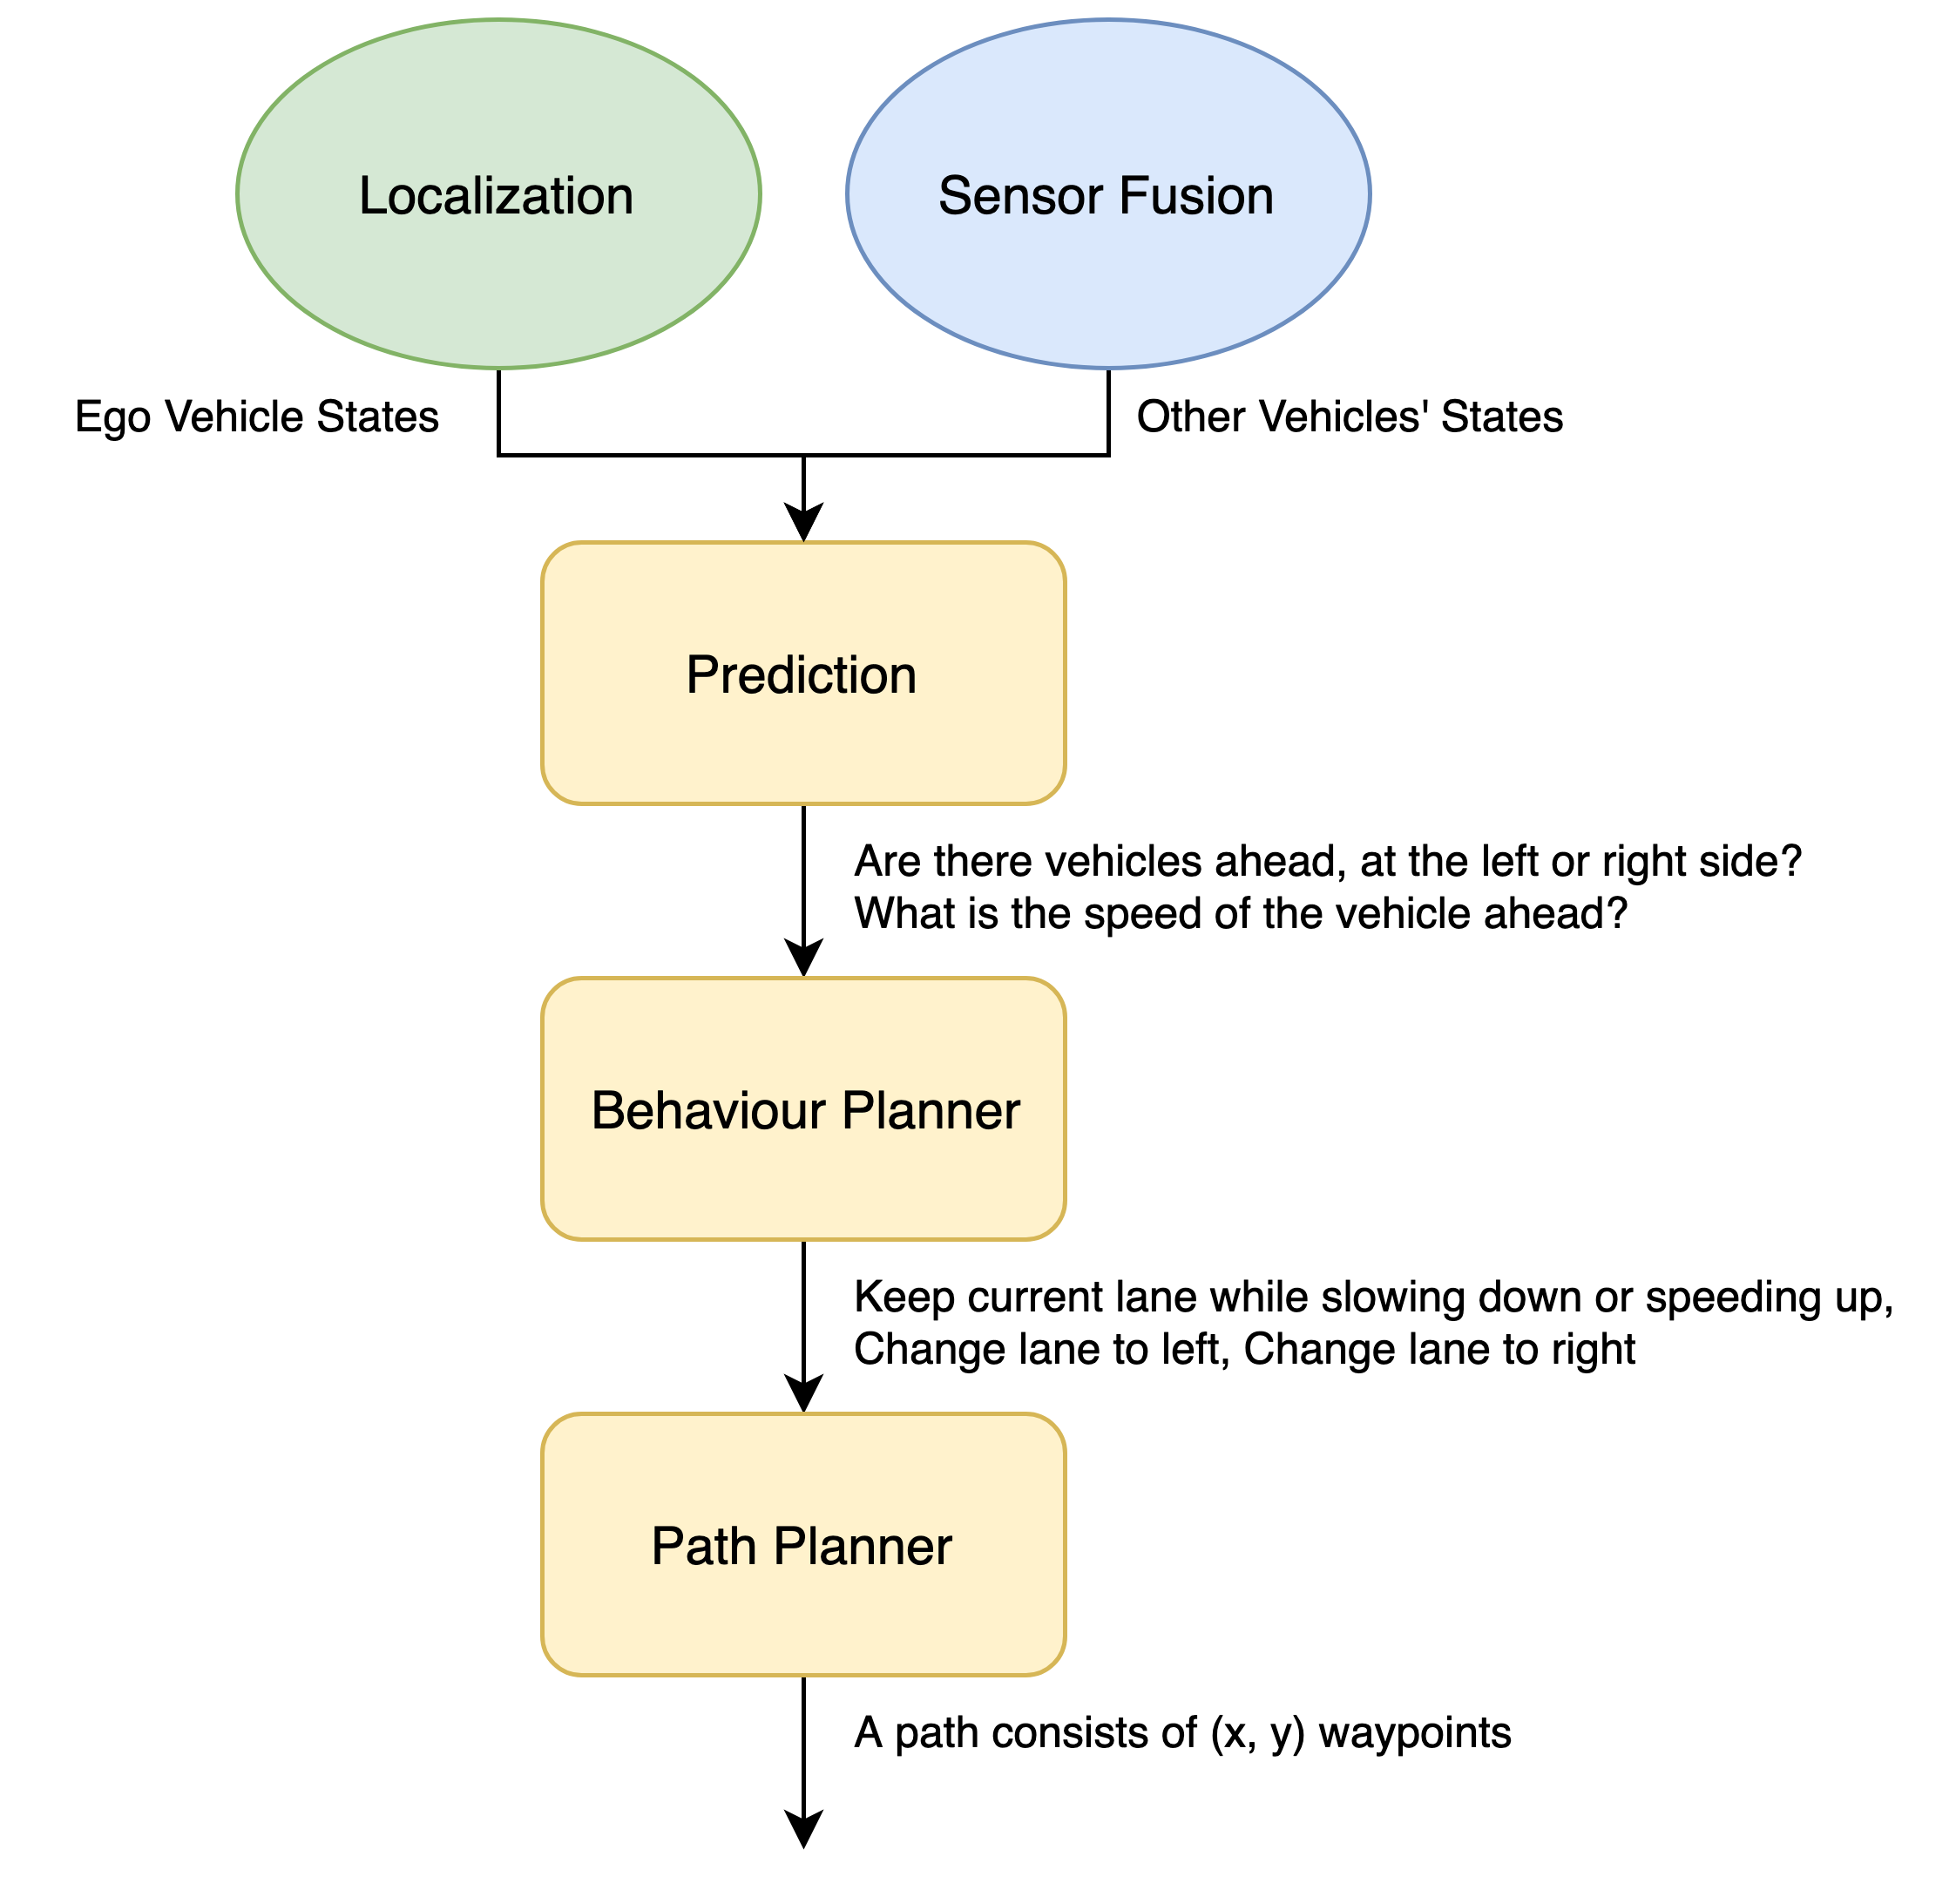 Localization
Sensor Fusion
Ego Vehicle States
Other Vehicles' States
Prediction
Are there vehicles ahead, at the left or right side?
What is the speed of the vehicle ahead?
Behaviour Planner
Keep current lane while slowing down or speeding up,
Change lane to left, Change lane to right
Path Planner
A path consists of (x, y) waypoints